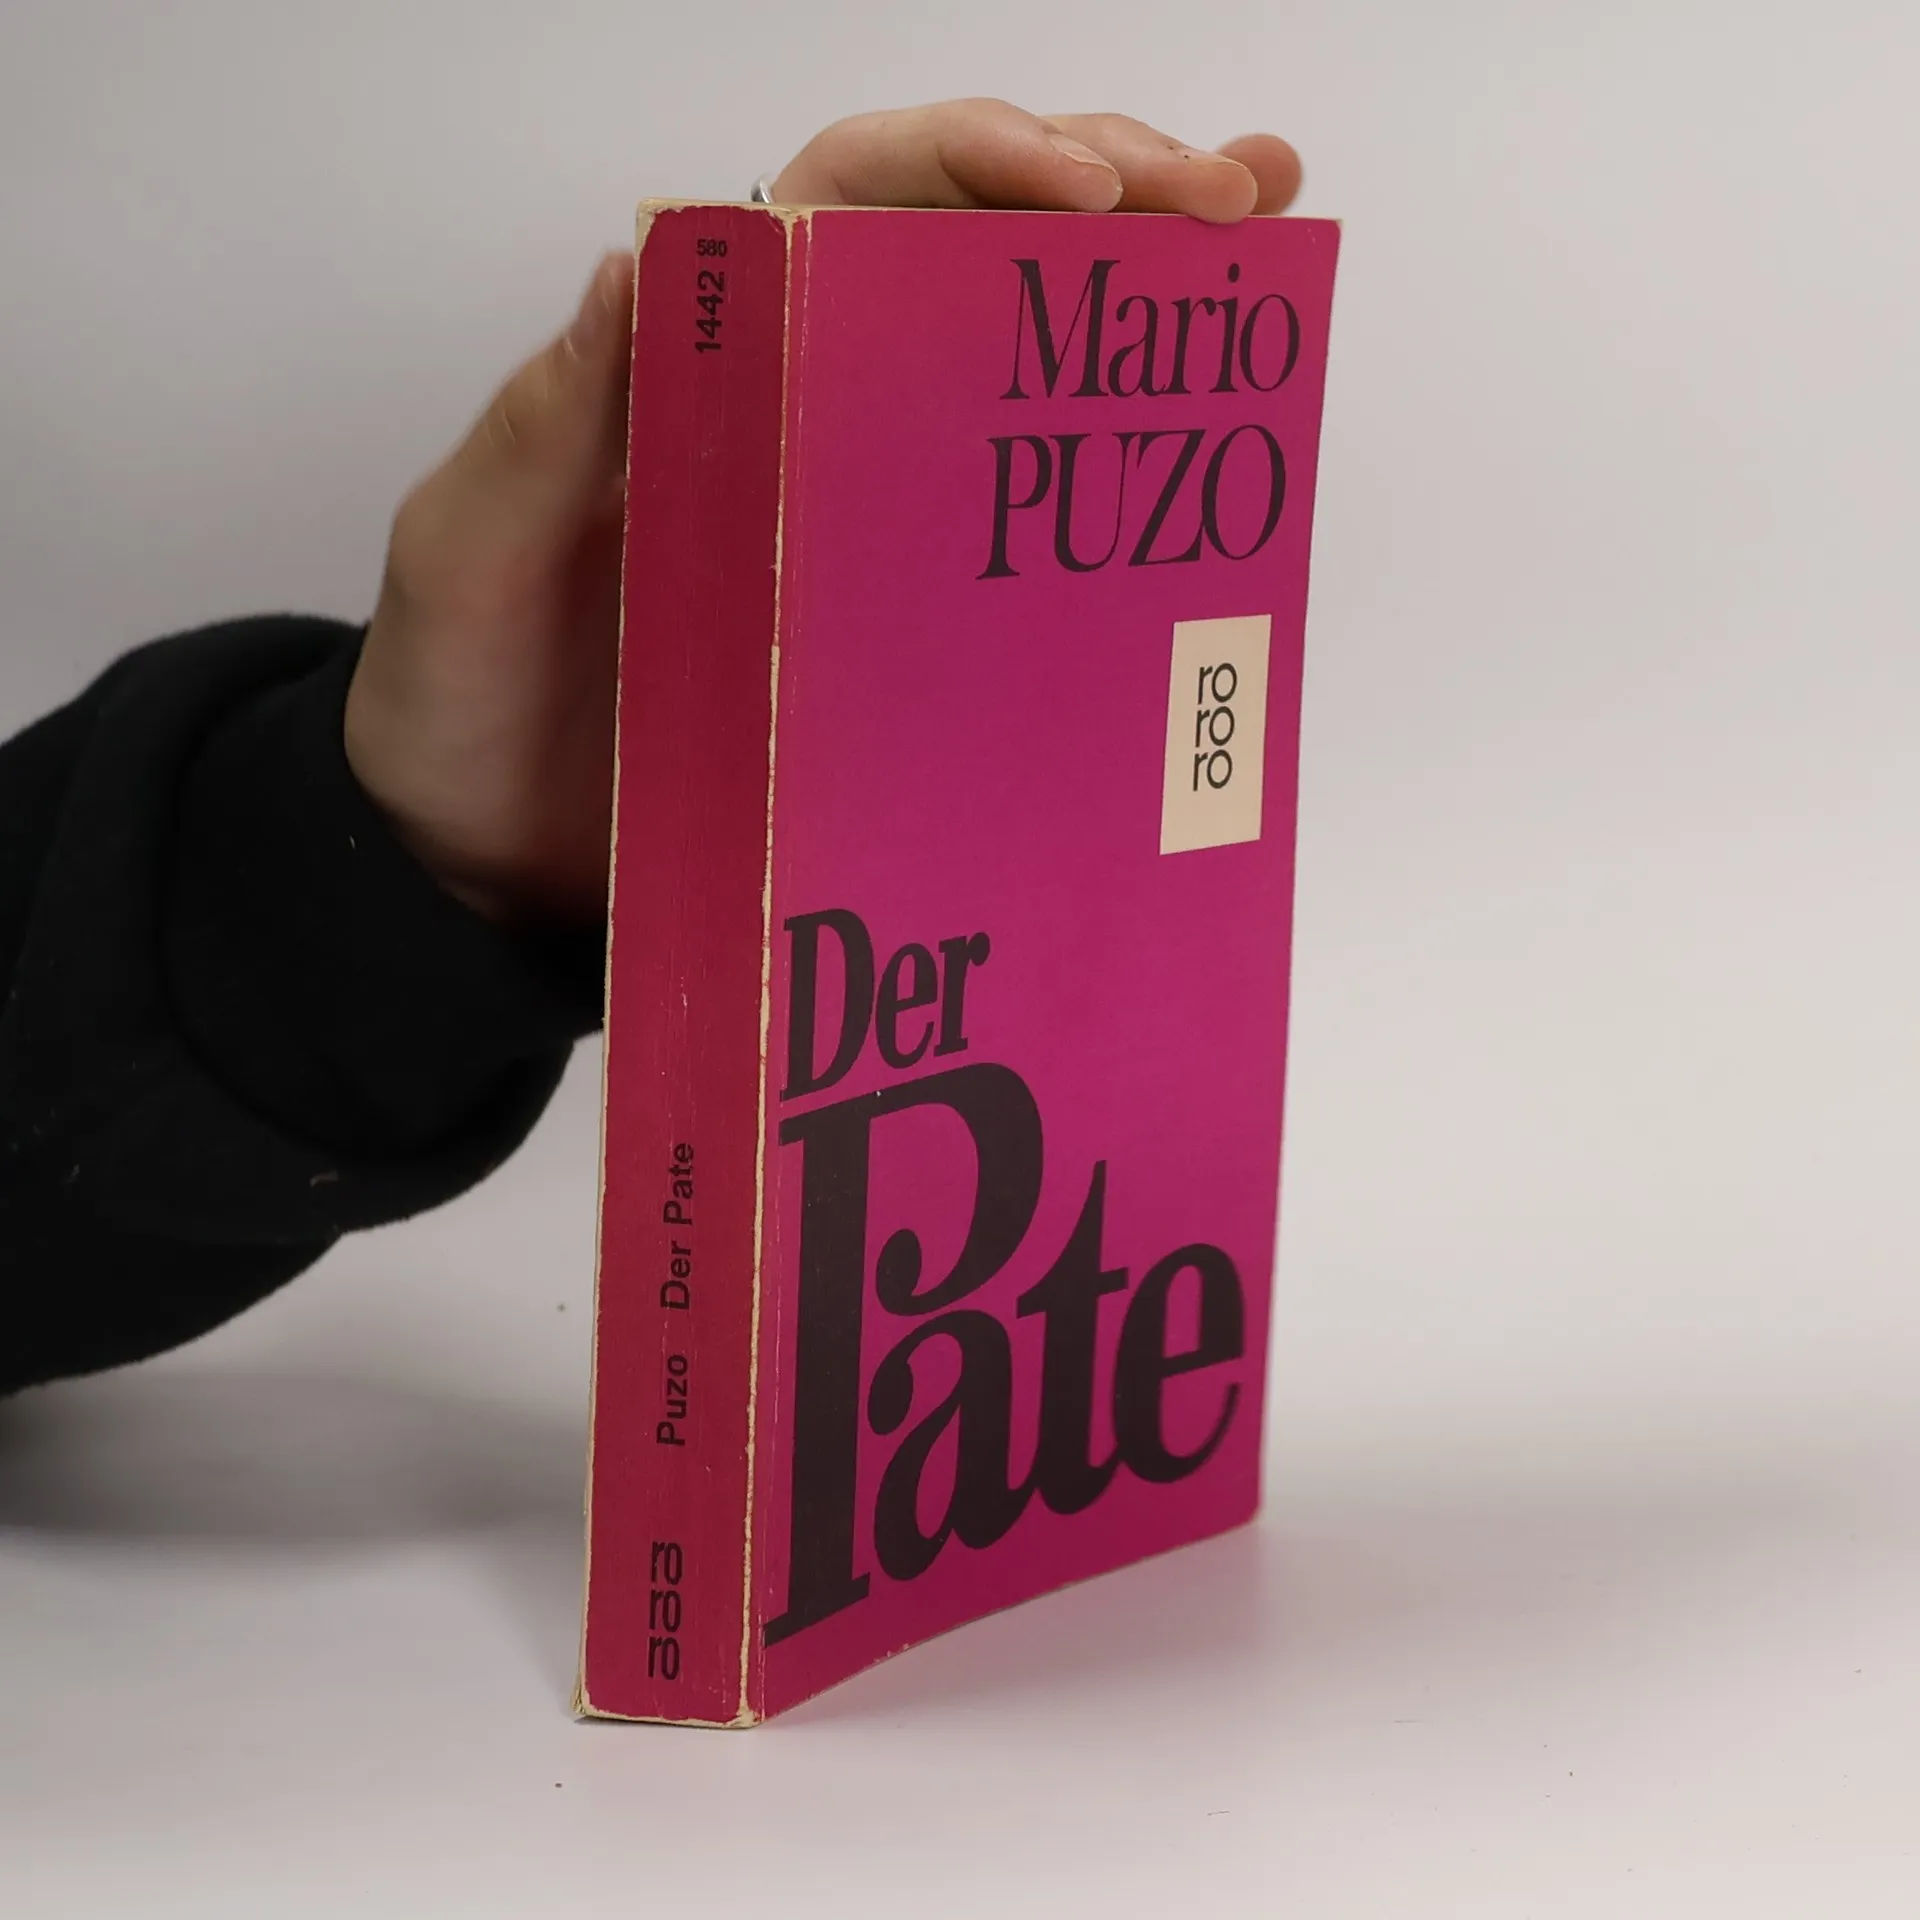 580
1442
Puzo Der Pate
ro
ro
ro
Mario
PUZO
ro
ro
ro
Der
Pate